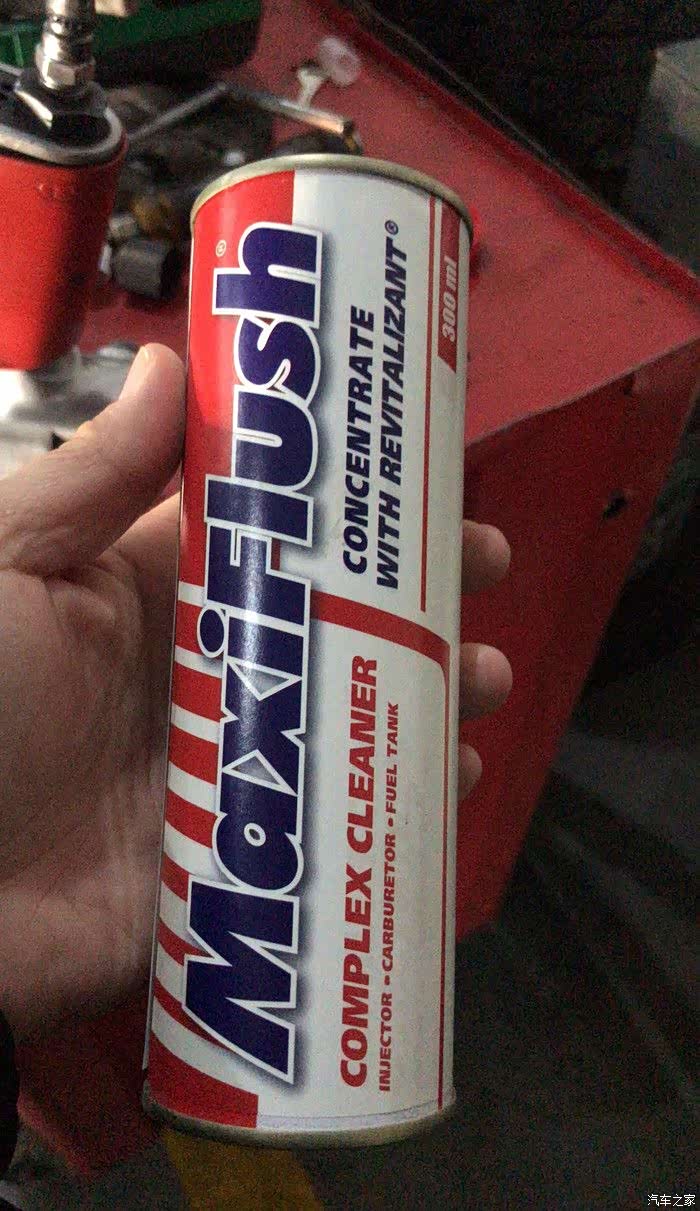 MaxiFlush®
CONCENTRATE
WITH REVITALIZANT®
300 ml
COMPLEX CLEANER
INJECTOR • CARBURETOR • FUEL TANK
汽车之家